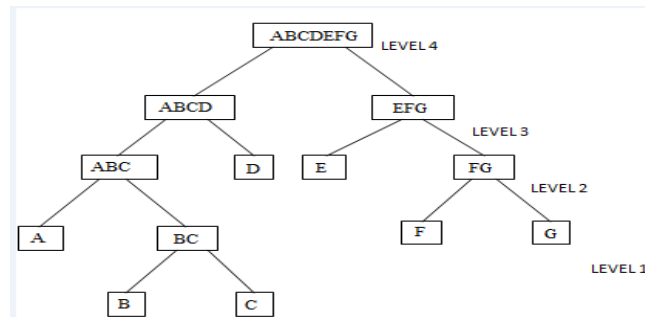 ABCDEFG
LEVEL 4
ABCD
EFG
LEVEL 3
ABC
D
E
FG
LEVEL 2
A
BC
F
G
LEVEL 1
B
C